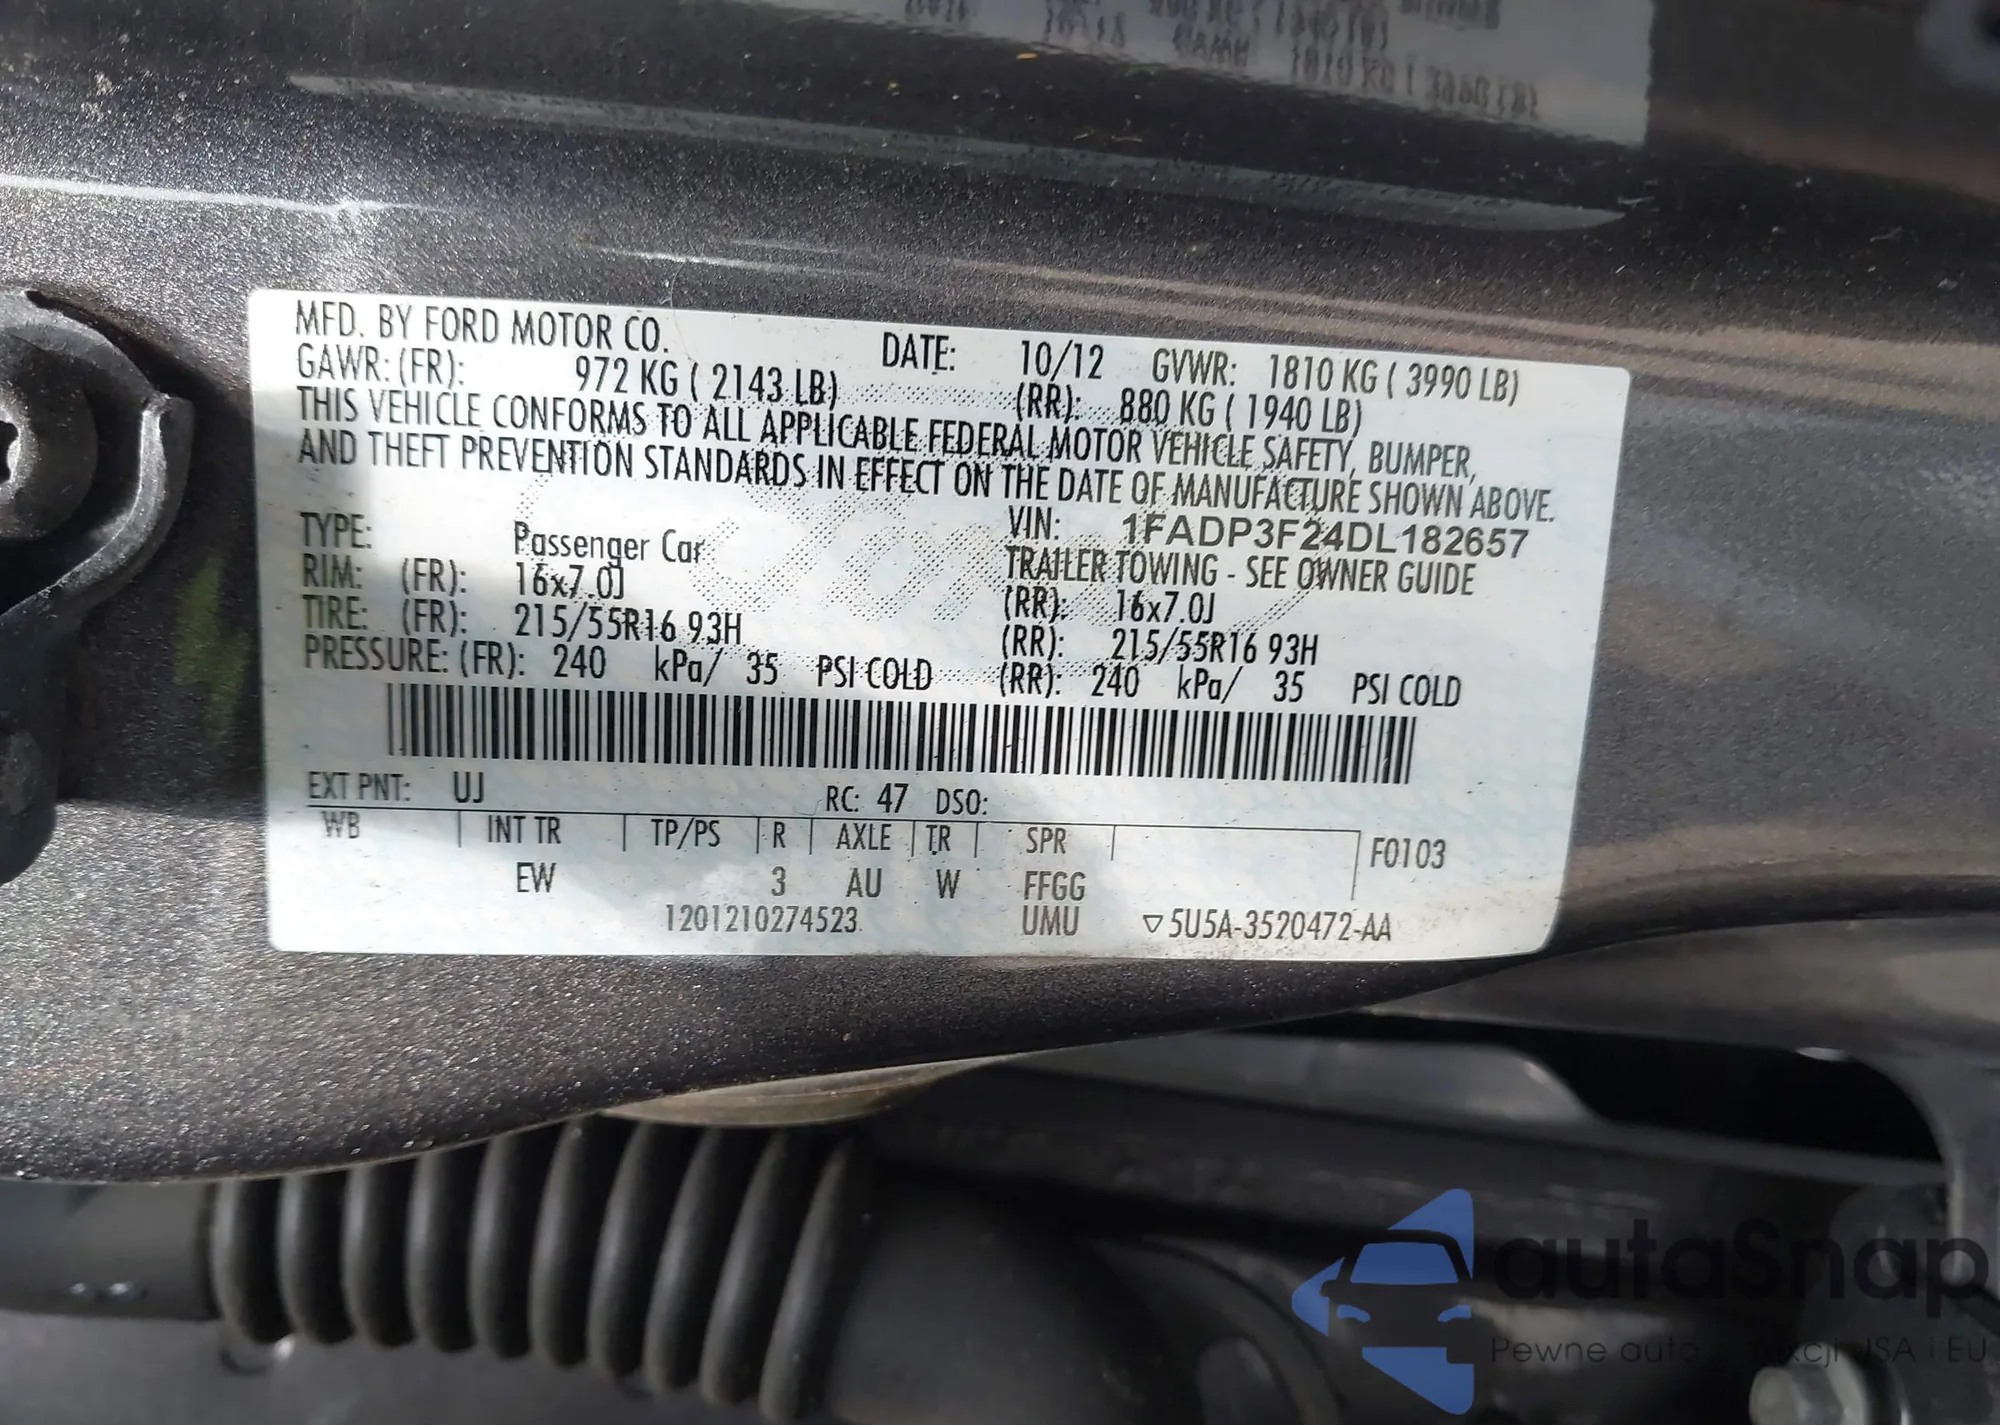 MFD. BY FORD MOTOR CO. DATE: 10/12 GVWR: 1810 KG ( 3990 LB)
GAWR: (FR): 972 KG ( 2143 LB) (RR): 880 KG ( 1940 LB)
THIS VEHICLE CONFORMS TO ALL APPLICABLE FEDERAL MOTOR VEHICLE SAFETY, BUMPER,
AND THEFT PREVENTION STANDARDS IN EFFECT ON THE DATE OF MANUFACTURE SHOWN ABOVE.
VIN: 1FADP3F24DL182657
TYPE: Passenger Car TRAILER TOWING - SEE OWNER GUIDE
RIM: (FR): 16x7.0J (RR): 16x7.0J
TIRE: (FR): 215/55R16 93H (RR): 215/55R16 93H
PRESSURE: (FR): 240 kPa/ 35 PSI COLD (RR): 240 kPa/ 35 PSI COLD
EXT PNT: UJ RC: 47 DSO:
WB INT TR TP/PS R AXLE TR SPR F0103
EW 3 AU W FFGG
1201210274523 UMU ▽ 5U5A-3520472-AA
autaSnap
Pewne auta USA i EU